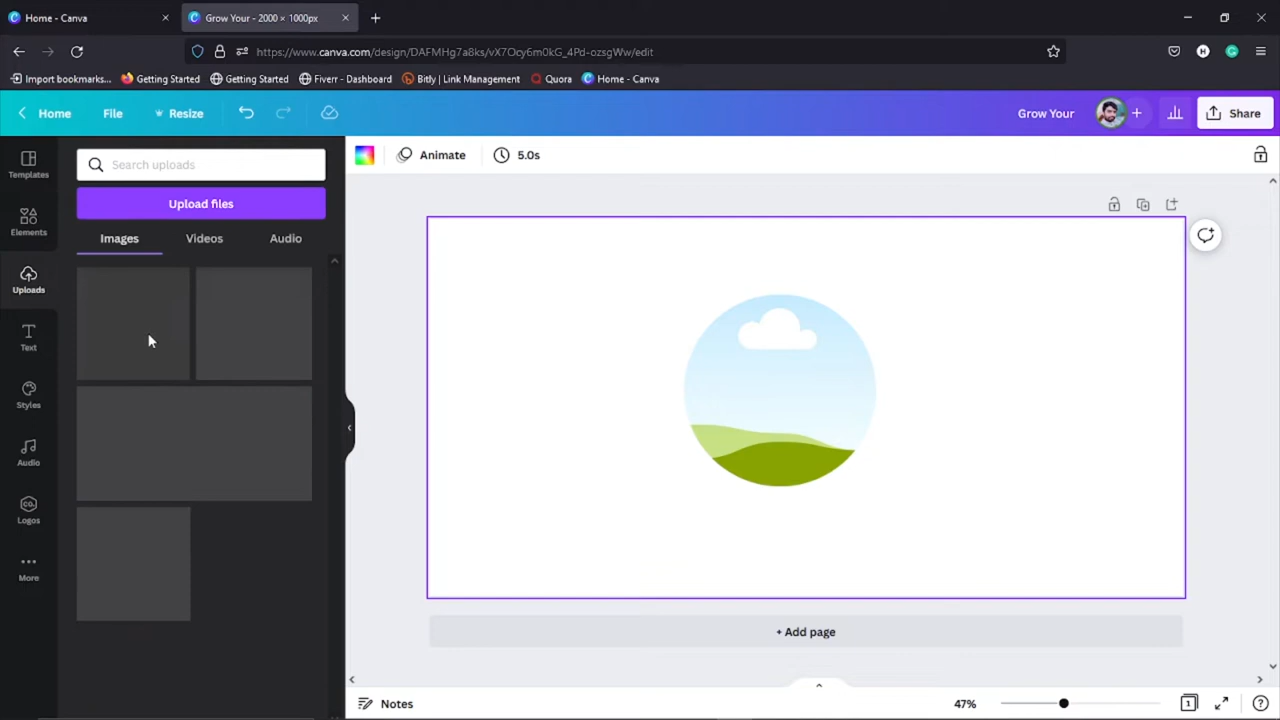 Home - Canva
Grow Your - 2000 × 1000px
https://www.canva.com/design/DAFMHg7a8ks/vX7Ocy6m0kG_4Pd-ozsgWw/edit
Import bookmarks...
Getting Started
Getting Started
Fiverr - Dashboard
Bitly | Link Management
Quora
Home - Canva
Home
File
Resize
Grow Your
Share
Templates
Elements
Uploads
Text
Styles
Audio
CO.
Logos
More
Search uploads
Upload files
Images
Videos
Audio
Animate
5.0s
+ Add page
Notes
47%
1